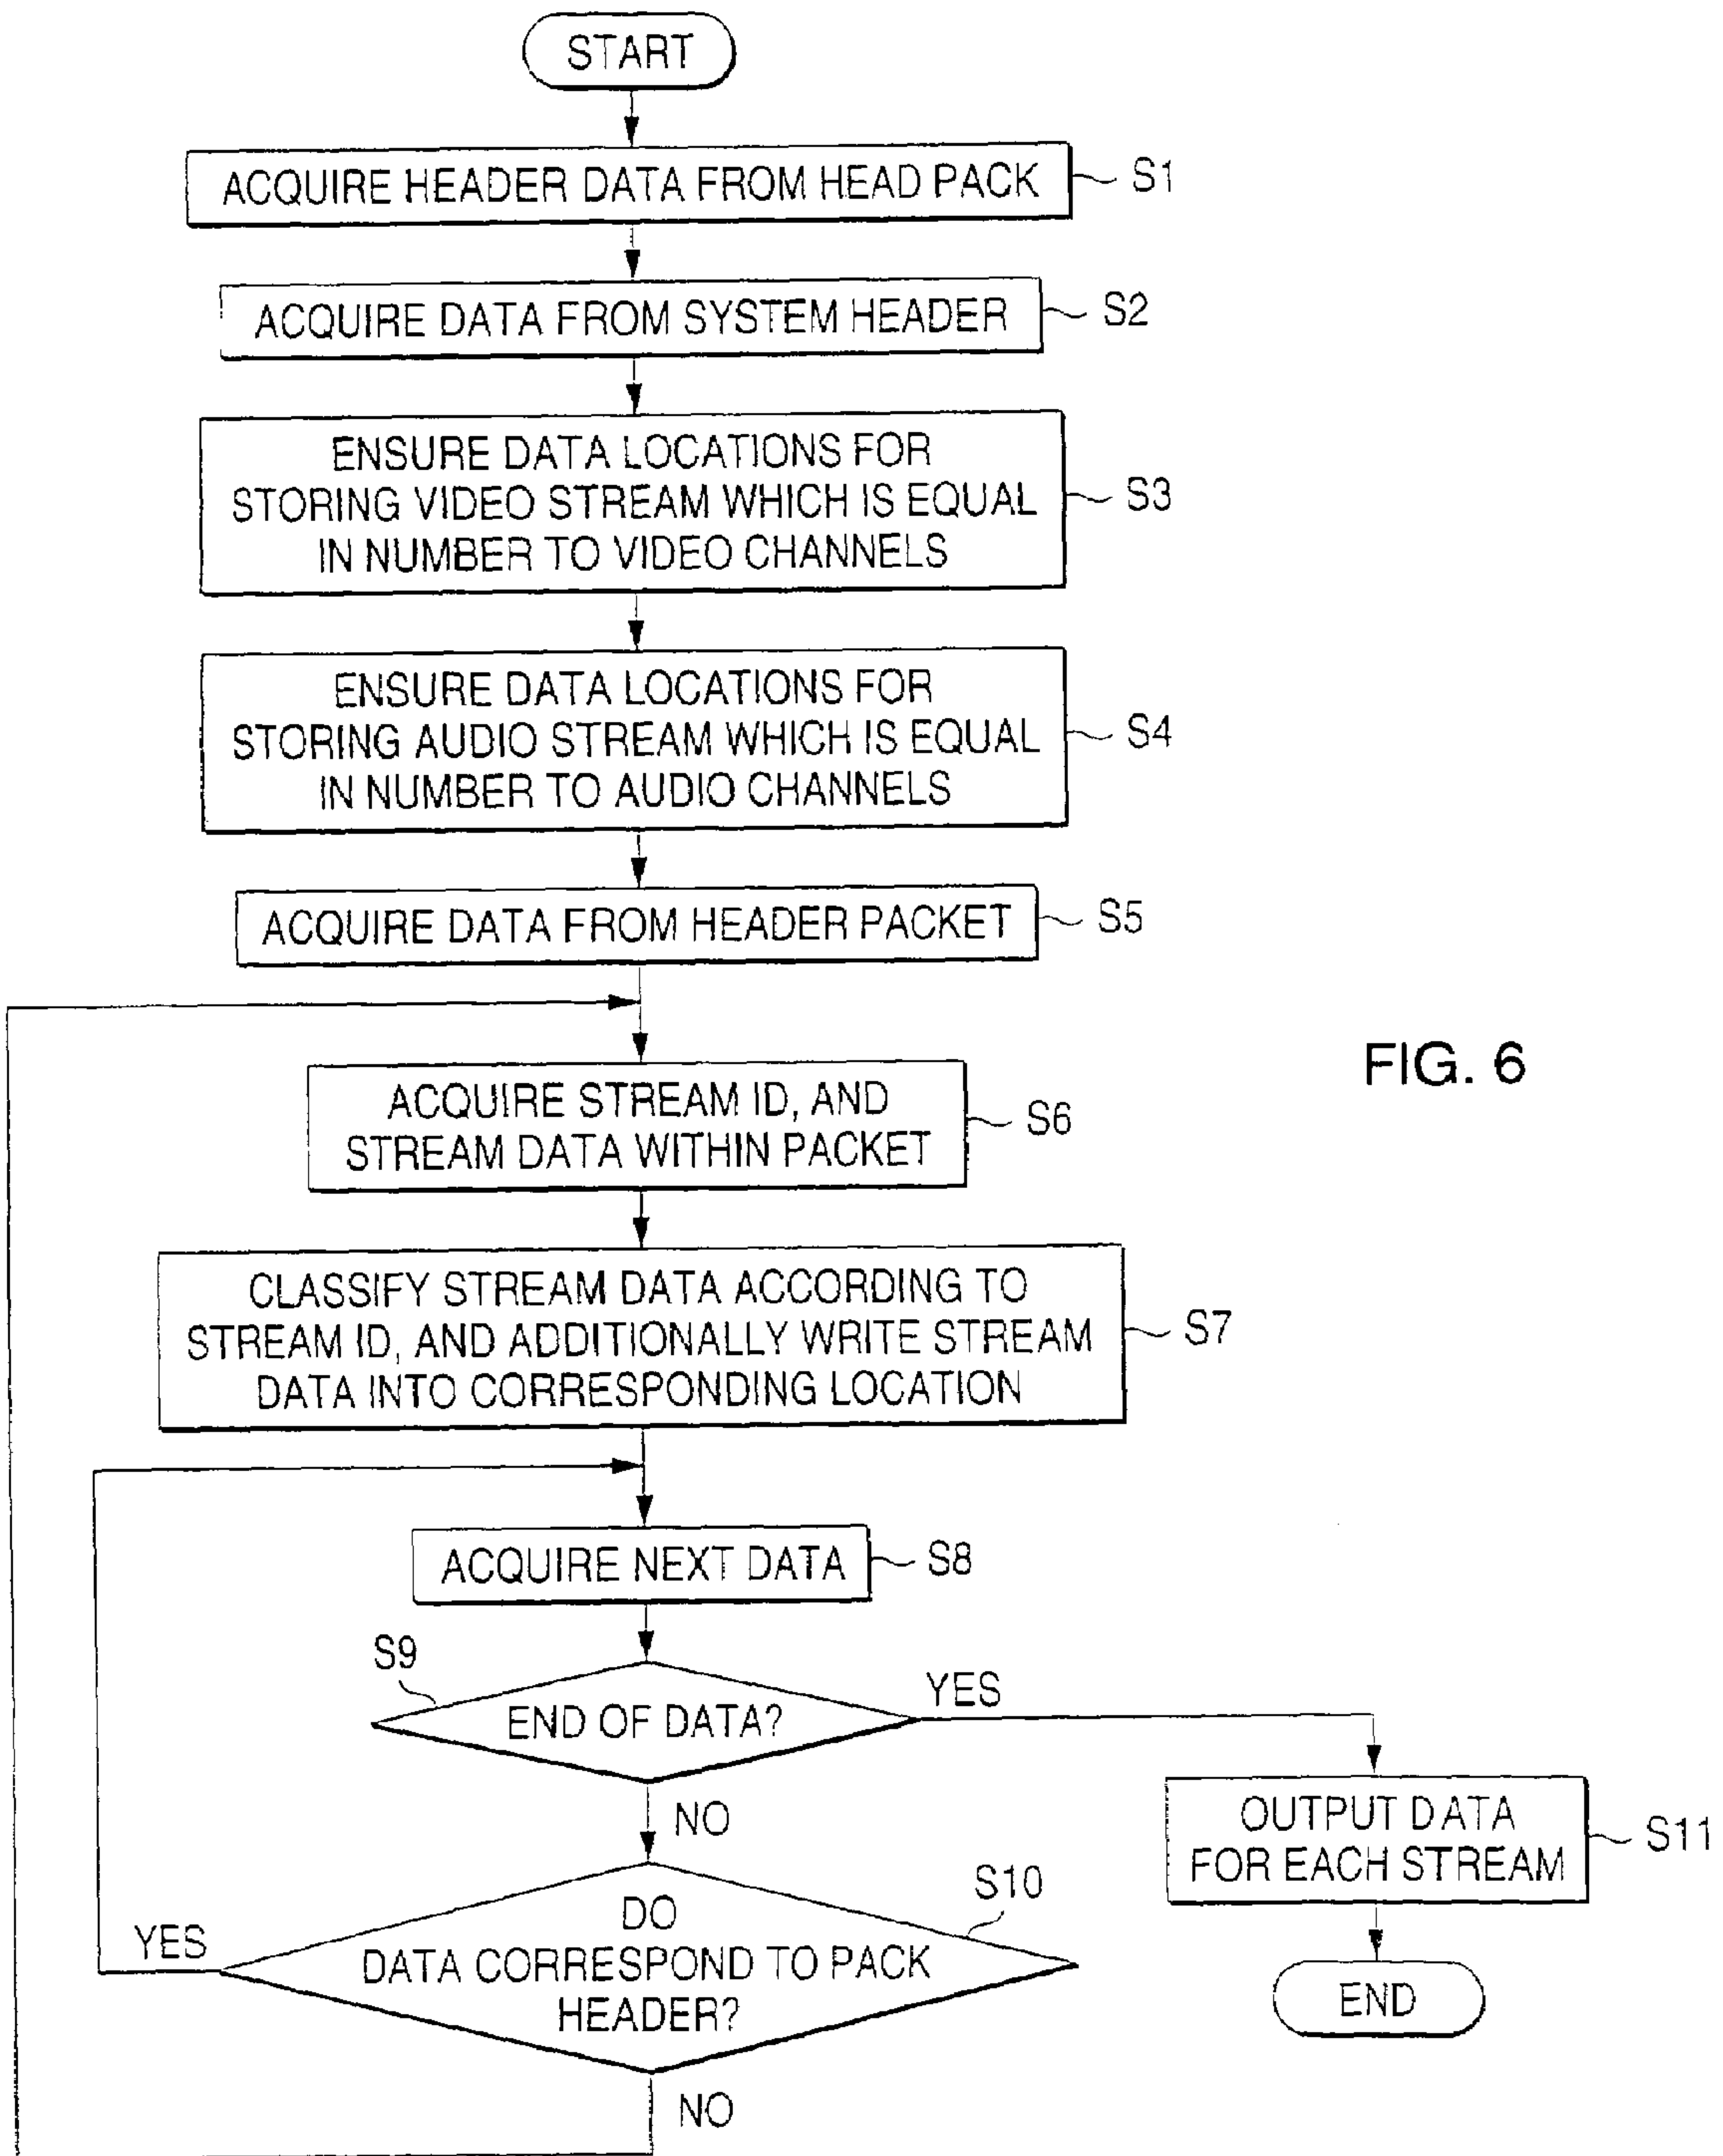 START
ACQUIRE HEADER DATA FROM HEAD PACK
S1
ACQUIRE DATA FROM SYSTEM HEADER
S2
ENSURE DATA LOCATIONS FOR
STORING VIDEO STREAM WHICH IS EQUAL
IN NUMBER TO VIDEO CHANNELS
S3
ENSURE DATA LOCATIONS FOR
STORING AUDIO STREAM WHICH IS EQUAL
IN NUMBER TO AUDIO CHANNELS
S4
ACQUIRE DATA FROM HEADER PACKET
S5
FIG. 6
ACQUIRE STREAM ID, AND
STREAM DATA WITHIN PACKET
S6
CLASSIFY STREAM DATA ACCORDING TO
STREAM ID, AND ADDITIONALLY WRITE STREAM
DATA INTO CORRESPONDING LOCATION
S7
ACQUIRE NEXT DATA
S8
S9
END OF DATA?
YES
NO
OUTPUT DATA
FOR EACH STREAM
S11
S10
DO
DATA CORRESPOND TO PACK
HEADER?
YES
NO
END